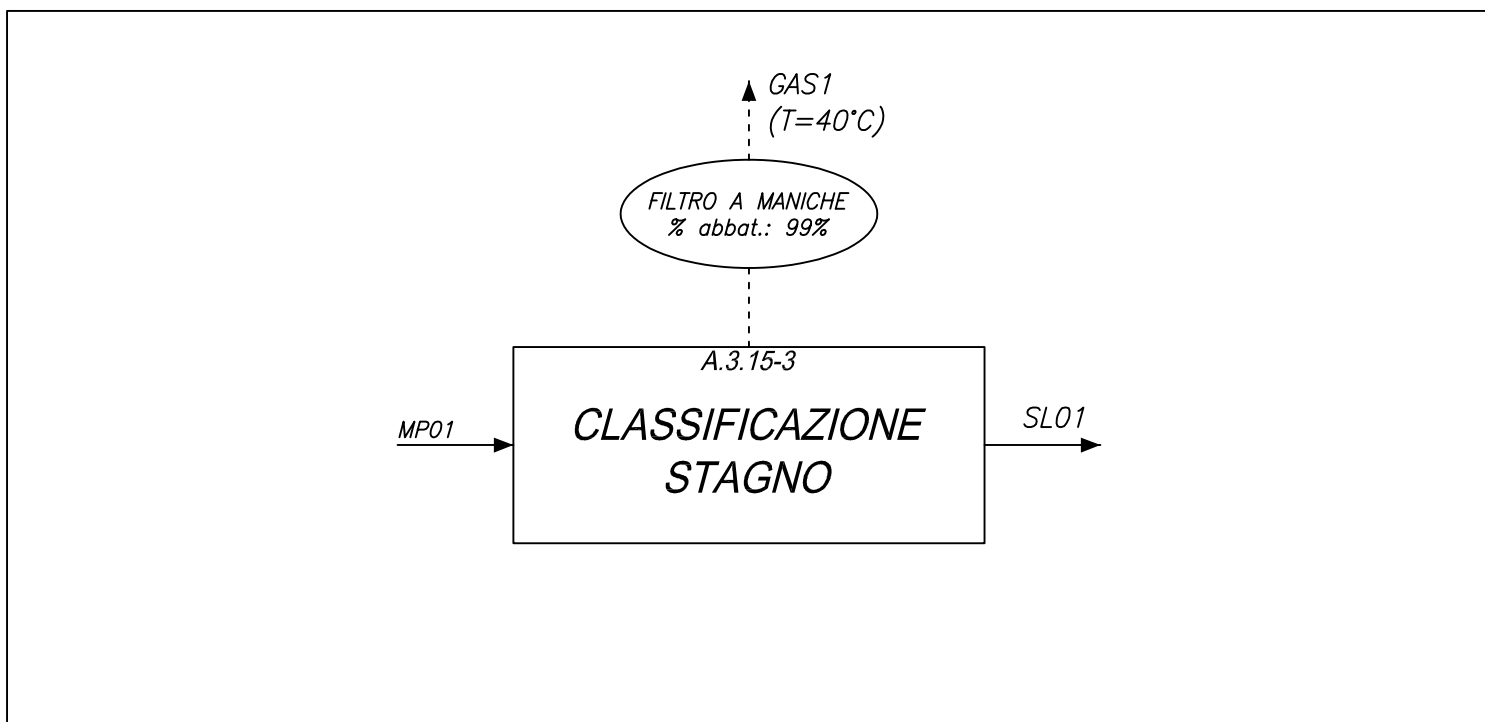 GAS1
(T=40°C)
FILTRO A MANICHE
% abbat.: 99%
A.3.15-3
CLASSIFICAZIONE
STAGNO
MP01
SL01